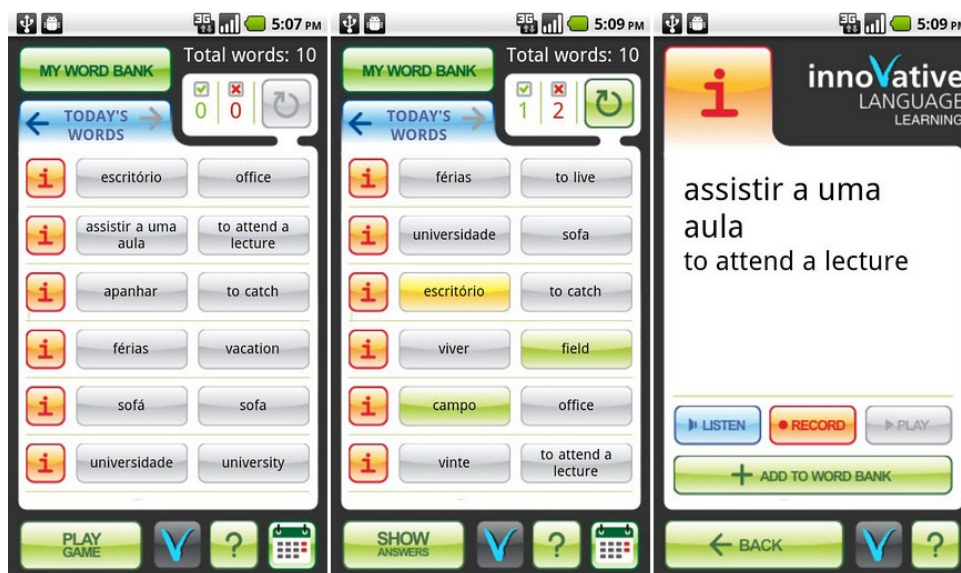 3G 5:07 PM
MY WORD BANK
Total words: 10
0 0
TODAY'S
WORDS
i escritório office
i assistir a uma aula to attend a lecture
i apanhar to catch
i férias vacation
i sofá sofa
i universidade university
PLAY
GAME
?
3G 5:09 PM
MY WORD BANK
Total words: 10
1 2
TODAY'S
WORDS
i férias to live
i universidade sofa
i escritório to catch
i viver field
i campo office
i vinte to attend a lecture
SHOW
ANSWERS
?
3G 5:09 P
i
innoVative
LANGUAGE
LEARNING
assistir a uma
aula
to attend a lecture
LISTEN RECORD PLAY
ADD TO WORD BANK
BACK
?